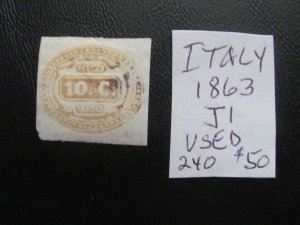 10. C.
ITALY
1863
J1
USED
240 $50